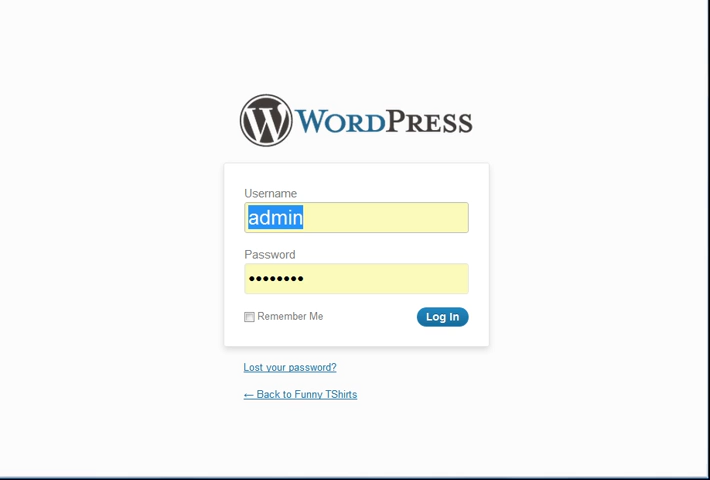 WORDPRESS
Username
admin
Password
••••••••
Remember Me
Log In
Lost your password?
← Back to Funny TShirts